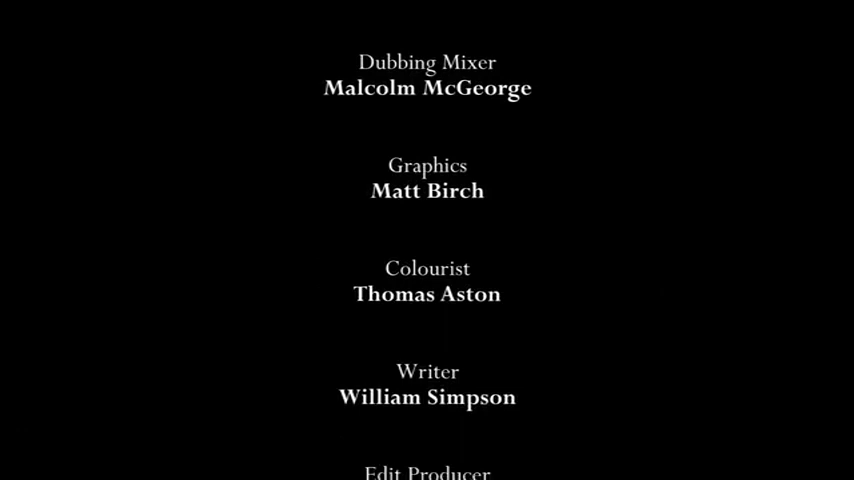 Dubbing Mixer
Malcolm McGeorge
Graphics
Matt Birch
Colourist
Thomas Aston
Writer
William Simpson
Edit Producer